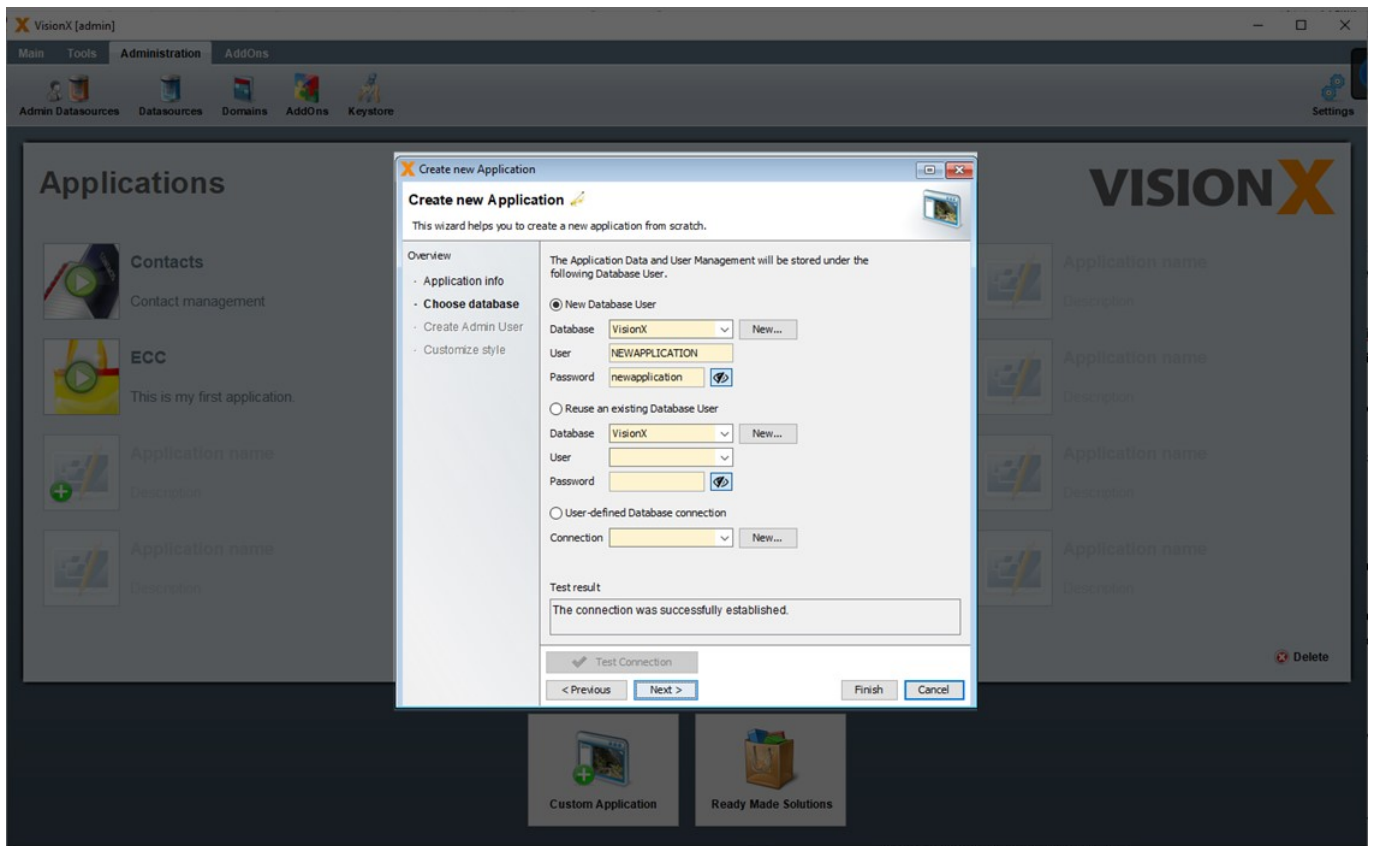 VisionX [admin]
Main Tools Administration AddOns
Admin Datasources Datasources Domains AddOns Keystore Settings
Applications
VISIONX
Contacts
Contact management
ECC
This is my first application.
Application name
Description
Application name
Description
Application name
Description
Application name
Description
Application name
Description
Application name
Description
Delete
Create new Application
Create new Application
This wizard helps you to create a new application from scratch.
Overview
· Application info
· Choose database
· Create Admin User
· Customize style
The Application Data and User Management will be stored under the
following Database User.
New Database User
Database VisionX New...
User NEWAPPLICATION
Password newapplication
Reuse an existing Database User
Database VisionX New...
User
Password
User-defined Database connection
Connection New...
Test result
The connection was successfully established.
Test Connection
< Previous Next > Finish Cancel
Custom Application Ready Made Solutions